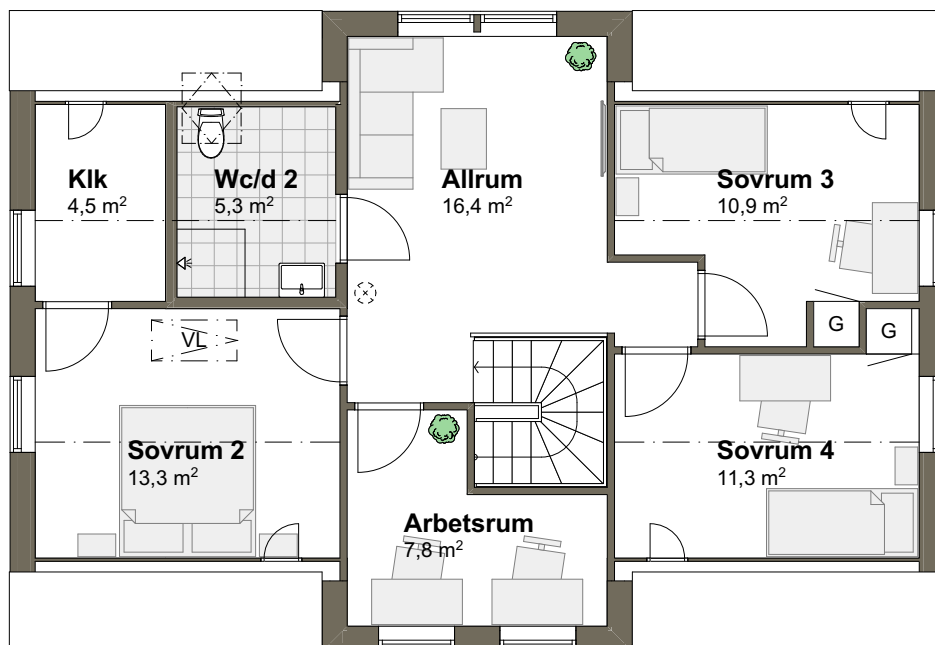 Klk
4,5 m²
Wc/d 2
5,3 m²
Allrum
16,4 m²
Sovrum 3
10,9 m²
G
G
VL
Sovrum 2
13,3 m²
Sovrum 4
11,3 m²
Arbetsrum
7,8 m²